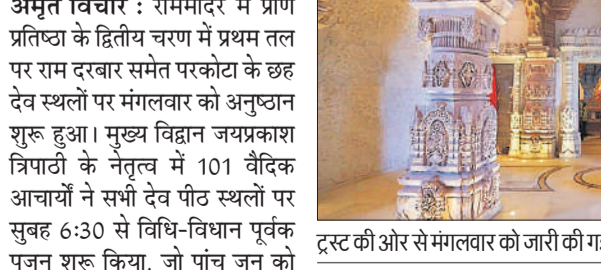 अमृत विचार : राममंदिर में प्राण
प्रतिष्ठा के द्वितीय चरण में प्रथम तल
पर राम दरबार समेत परकोटा के छह
देव स्थलों पर मंगलवार को अनुष्ठान
शुरू हुआ। मुख्य विद्वान जयप्रकाश
त्रिपाठी के नेतृत्व में 101 वैदिक
आचार्यों ने सभी देव पीठ स्थलों पर
सुबह 6:30 से विधि-विधान पूर्वक
पूजन शुरू किया, जो पांच जून को
ट्रस्ट की ओर से मंगलवार को जारी की